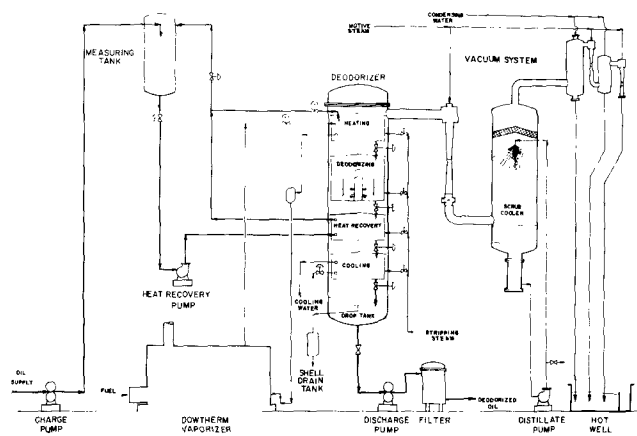 CONDENSING
WATER
MOTIVE
STEAM
MEASURING
TANK
VACUUM SYSTEM
DEODORIZER
HEATING
DEODORIZING
SCRUB
COOLER
HEAT RECOVERY
COOLING
HEAT RECOVERY
PUMP
COOLING
WATER
DROP TANK
STRIPPING
STEAM
SHELL
DRAIN
TANK
OIL
SUPPLY
FUEL
DEODORIZED
OIL
CHARGE
PUMP
DOWTHERM
VAPORIZER
DISCHARGE
PUMP
FILTER
DISTILLATE
PUMP
HOT
WELL